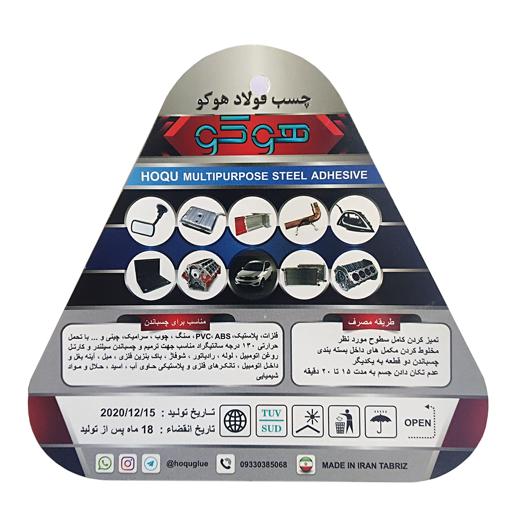 چسب فولاد هوکو
هوکو
HOQU MULTIPURPOSE STEEL ADHESIVE
مناسب برای چسباندن
فلزات، پلاستیک، PVC- ABS، سنگ ، چوب ، سرامیک، چینی و ... با تحمل
حرارتی ۱۳۰ درجه سانتیگراد مناسب جهت ترمیم و چسباندن سیلندر و کارتل
روغن اتومبیل ، لوله ، رادیاتور ، شوفاژ ، باک بنزین فلزی ، مبل ، آینه بغل و
داخل اتومبیل ، تانکرهای فلزی و پلاستیکی حاوی آب ، اسید ، حلال و مواد
شیمیایی
طریقه مصرف
تمیز کردن کامل سطوح مورد نظر
مخلوط کردن مکمل های داخل بسته بندی
چسباندن دو قطعه به یکدیگر
عدم تکان دادن جسم به مدت ۱۵ تا ۲۰ دقیقه
تاریخ تولید : 2020/12/15
تاریخ انقضاء : 18 ماه پس از تولید
TUV
SUD
OPEN
@hoquglue
09330385068
MADE IN IRAN TABRIZ